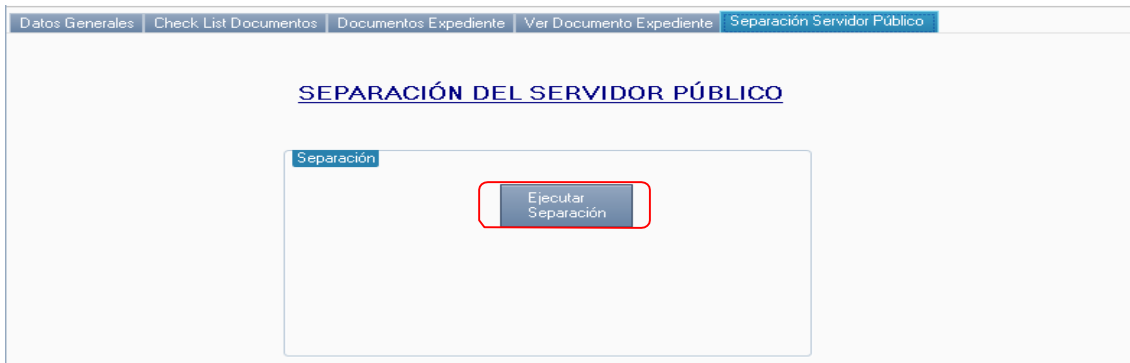 Datos Generales Check List Documentos Documentos Expediente Ver Documento Expediente Separación Servidor Público
SEPARACIÓN DEL SERVIDOR PÚBLICO
Separación
Ejecutar
Separación